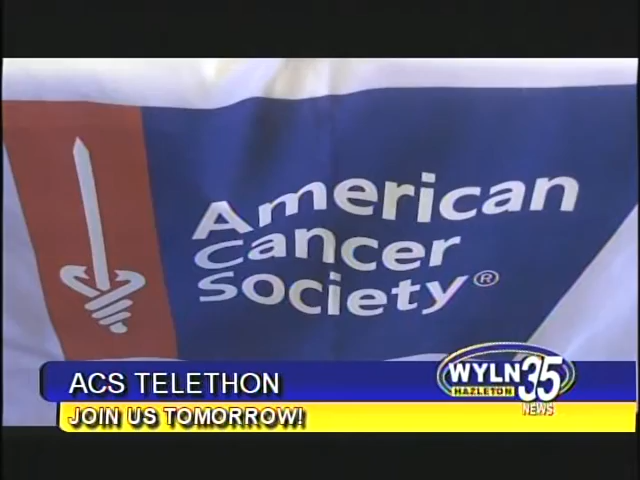 American
Cancer
Society®
ACS TELETHON
JOIN US TOMORROW!
WYLN 35
HAZLETON
NEWS